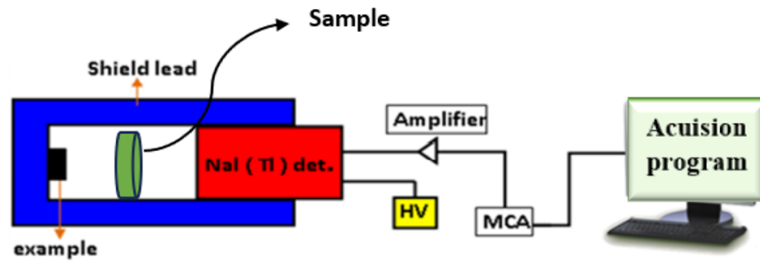 Sample
Shield lead
Amplifier
Acuision
program
NaI ( Tl ) det.
HV
MCA
example